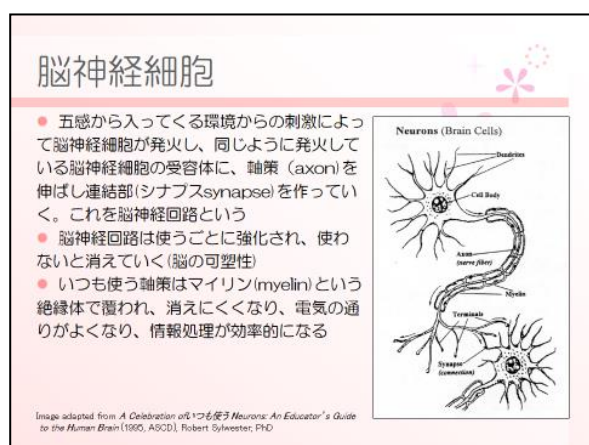 脳神経細胞
● 五感から入ってくる環境からの刺激によっ
て脳神経細胞が発火し、同じように発火して
いる脳神経細胞の受容体に、軸策（axon)を
伸ばし連結部(シナプスsynapse)を作ってい
く。これを脳神経回路という
● 脳神経回路は使うごとに強化され、使わ
ないと消えていく(脳の可塑性)
● いつも使う軸策はマイリン(myelin)という
絶縁体で覆われ、消えにくくなり、電気の通
りがよくなり、情報処理が効率的になる
Neurons (Brain Cells)
Dendrites
Cell Body
Axon
(nerve fiber)
Myelin
Terminals
Synapse
(connection)
Image adapted from A Celebration ofいつも使う Neurons: An Educator's Guide
to the Human Brain (1995, ASCD), Robert Sylwester, PhD